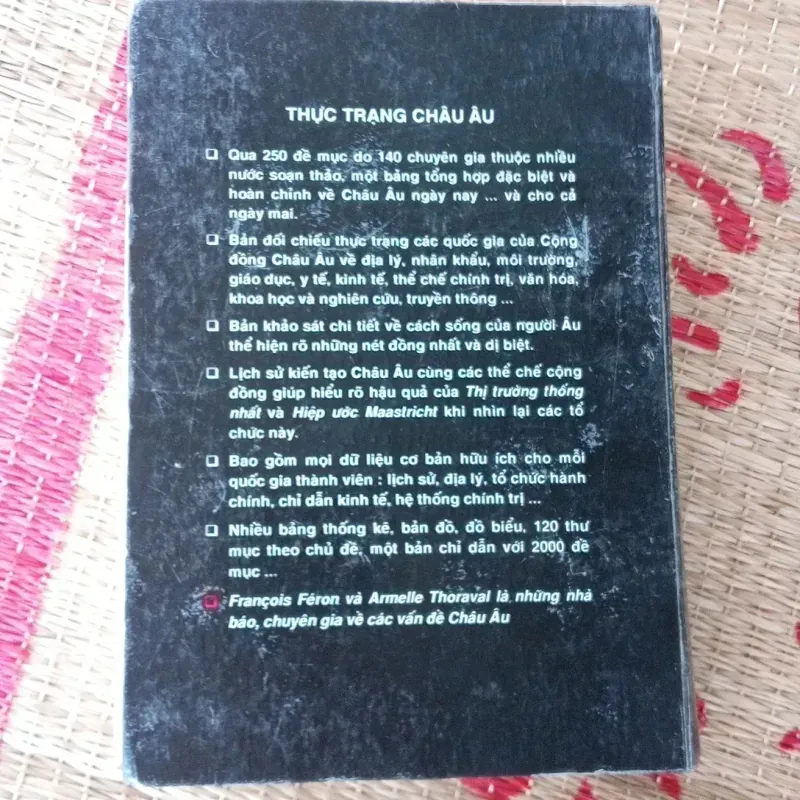 THỰC TRẠNG CHÂU ÂU
Qua 250 đề mục do 140 chuyên gia thuộc nhiều
nước soạn thảo, một bảng tổng hợp đặc biệt và
hoàn chỉnh về Châu Âu ngày nay ... và cho cả
ngày mai.
Bản đối chiếu thực trạng các quốc gia của Cộng
đồng Châu Âu về địa lý, nhân khẩu, môi trường,
giáo dục, y tế, kinh tế, thể chế chính trị, văn hóa,
khoa học và nghiên cứu, truyền thông ...
Bản khảo sát chi tiết về cách sống của người Âu
thể hiện rõ những nét đồng nhất và dị biệt.
Lịch sử kiến tạo Châu Âu cùng các thể chế cộng
đồng giúp hiểu rõ hậu quả của Thị trường thống
nhất và Hiệp ước Maastricht khi nhìn lại các tổ
chức này.
Bao gồm mọi dữ liệu cơ bản hữu ích cho mỗi
quốc gia thành viên : lịch sử, địa lý, tổ chức hành
chính, chỉ dẫn kinh tế, hệ thống chính trị ...
Nhiều bảng thống kê, bản đồ, đồ biểu, 120 thư
mục theo chủ đề, một bản chỉ dẫn với 2000 đề
mục ...
François Féron và Armelle Thoraval là những nhà
báo, chuyên gia về các vấn đề Châu Âu